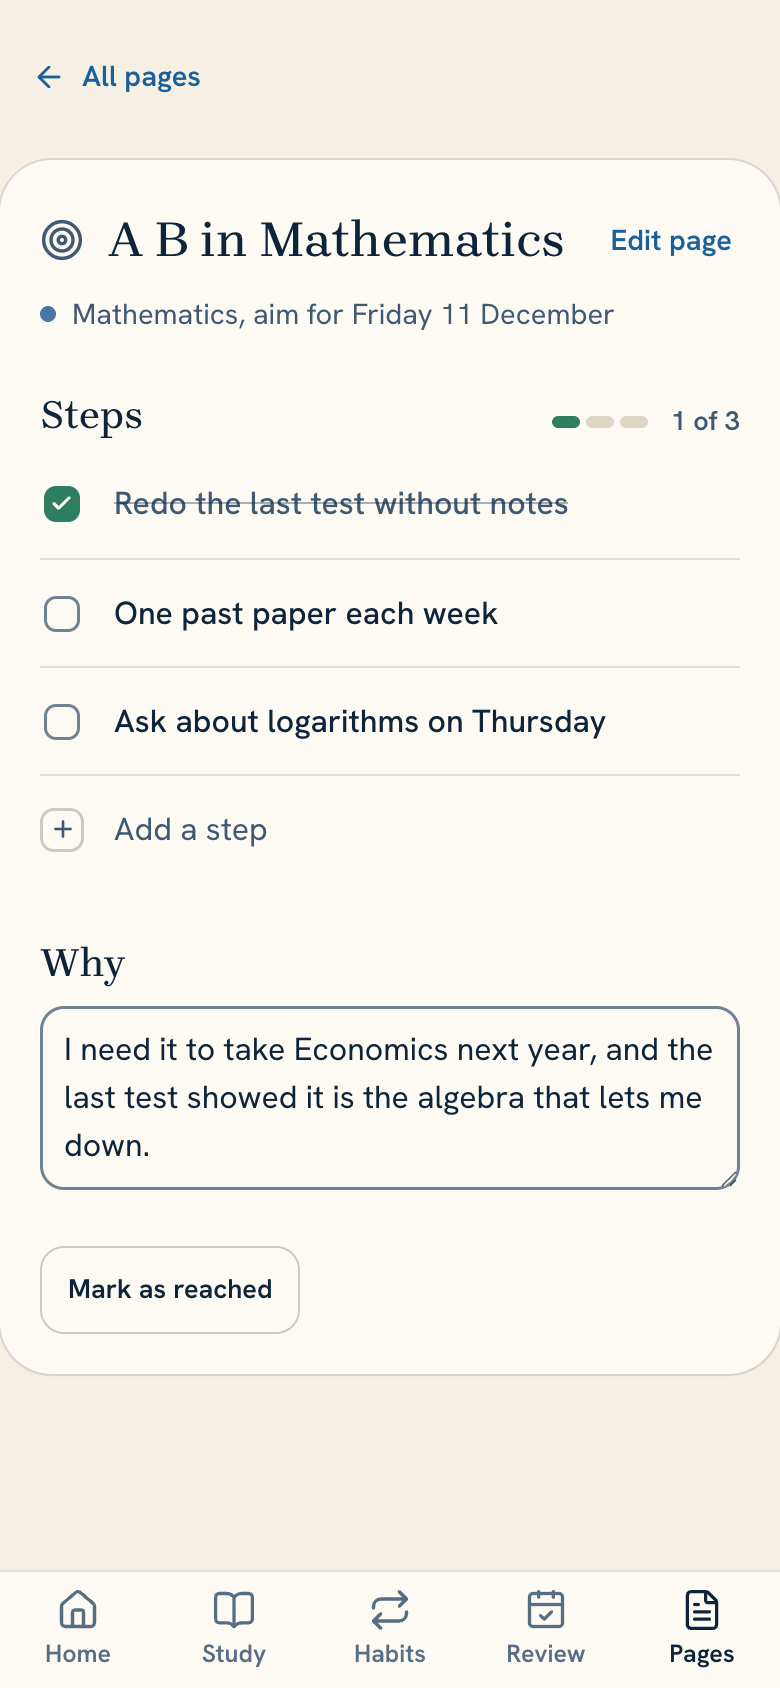 All pages
A B in Mathematics
Edit page
Mathematics, aim for Friday 11 December
Steps
1 of 3
Redo the last test without notes
One past paper each week
Ask about logarithms on Thursday
Add a step
Why
I need it to take Economics next year, and the
last test showed it is the algebra that lets me
down.
Mark as reached
Home
Study
Habits
Review
Pages